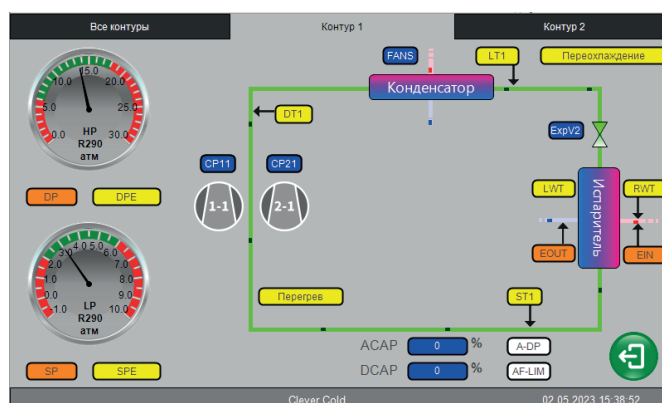 Все контуры
Контур 1
Контур 2
FANS
LT1
Переохлаждение
Конденсатор
15.0
10.0
20.0
5.0
25.0
0.0
30.0
HP
R290
атм
DT1
ExpV2
CP11
CP21
1-1
2-1
DP
DPE
LWT
Испаритель
RWT
EOUT
EIN
4.0
5.0
3.0
6.0
2.0
7.0
1.0
8.0
0.0
9.0
-1.0
10.0
LP
R290
атм
Перегрев
ST1
ACAP
0
%
A-DP
DCAP
0
%
AF-LIM
SP
SPE
Clever Cold
02.05.2023 15:38:52